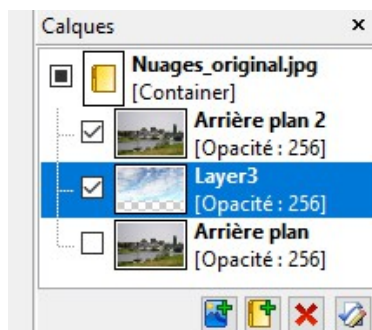 Calques
Nuages_original.jpg
[Container]
Arrière plan 2
[Opacité : 256]
Layer3
[Opacité : 256]
Arrière plan
[Opacité : 256]